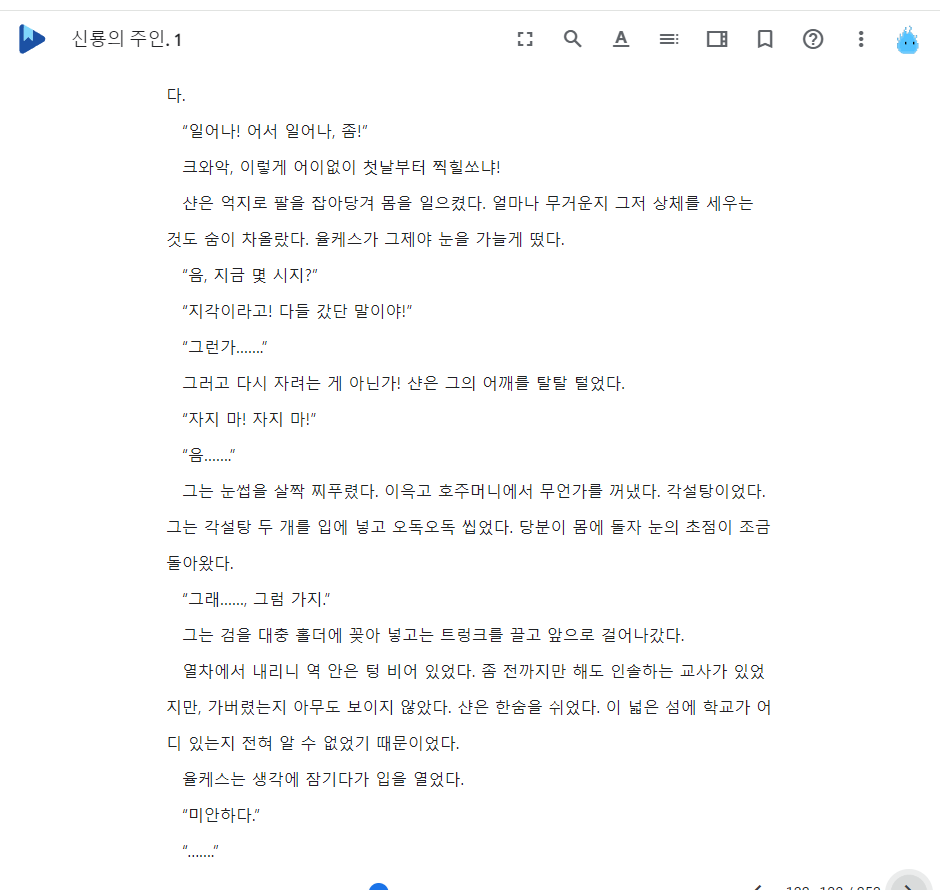 신룡의 주인. 1
다.
“일어나! 어서 일어나, 좀!”
크와악, 이렇게 어이없이 첫날부터 찍힐쏘냐!
샨은 억지로 팔을 잡아당겨 몸을 일으켰다. 얼마나 무거운지 그저 상체를 세우는
것도 숨이 차올랐다. 율케스가 그제야 눈을 가늘게 떴다.
“음, 지금 몇 시지?”
“지각이라고! 다들 갔단 말이야!”
“그런가…….”
그러고 다시 자려는 게 아닌가! 샨은 그의 어깨를 탈탈 털었다.
“자지 마! 자지 마!”
“음…….”
그는 눈썹을 살짝 찌푸렸다. 이윽고 호주머니에서 무언가를 꺼냈다. 각설탕이었다.
그는 각설탕 두 개를 입에 넣고 오독오독 씹었다. 당분이 몸에 돌자 눈의 초점이 조금
돌아왔다.
“그래……, 그럼 가지.”
그는 검을 대충 홀더에 꽂아 넣고는 트렁크를 끌고 앞으로 걸어나갔다.
열차에서 내리니 역 안은 텅 비어 있었다. 좀 전까지만 해도 인솔하는 교사가 있었
지만, 가버렸는지 아무도 보이지 않았다. 샨은 한숨을 쉬었다. 이 넓은 섬에 학교가 어
디 있는지 전혀 알 수 없었기 때문이었다.
율케스는 생각에 잠기다가 입을 열었다.
“미안하다.”
“…….”